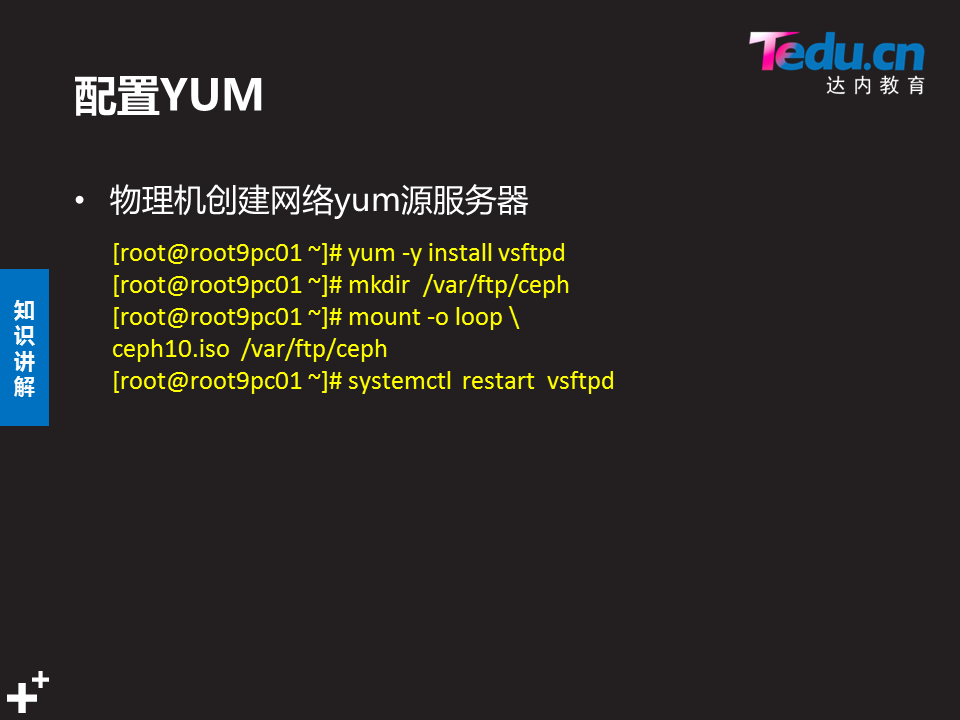 Tedu.cn
达内教育
配置YUM
• 物理机创建网络yum源服务器
[root@root9pc01 ~]# yum -y install vsftpd
[root@root9pc01 ~]# mkdir  /var/ftp/ceph
[root@root9pc01 ~]# mount -o loop \
ceph10.iso  /var/ftp/ceph
[root@root9pc01 ~]# systemctl  restart  vsftpd
知
识
讲
解